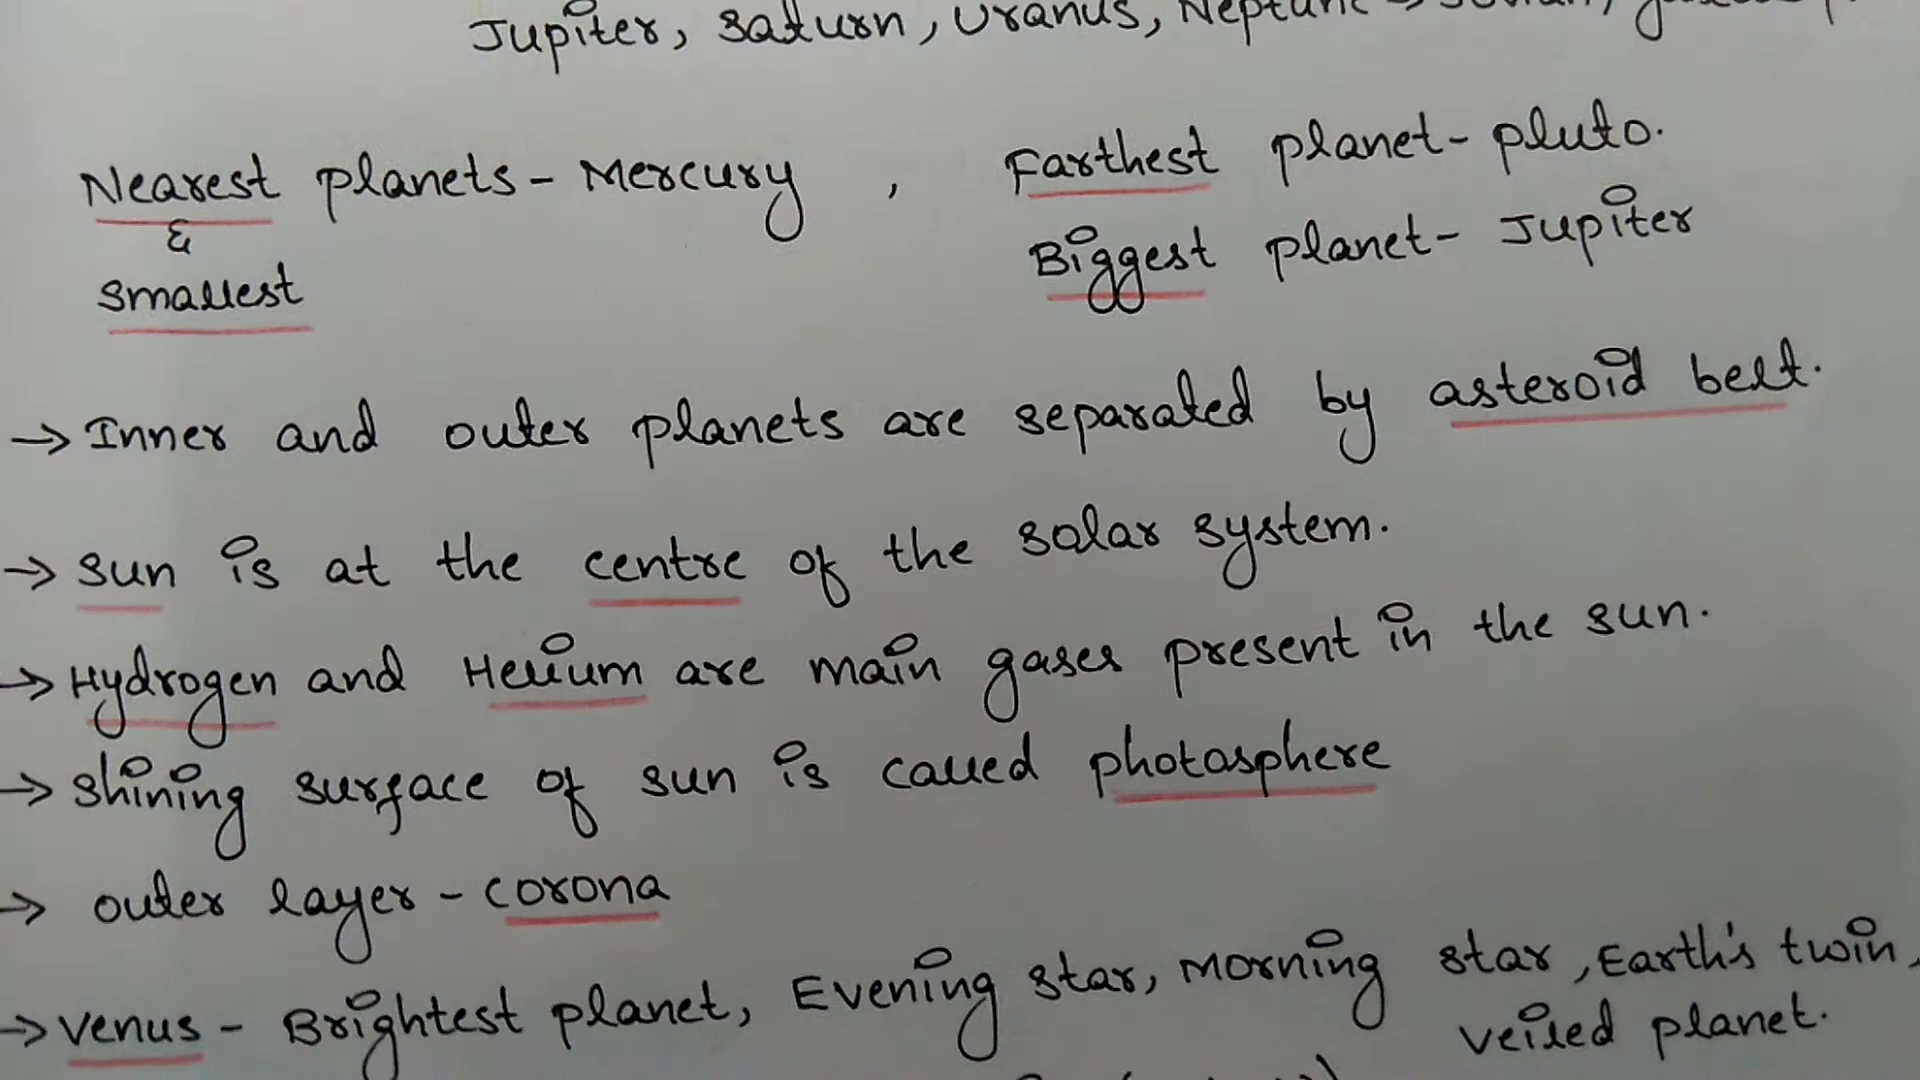 Jupiter, Saturn, Uranus, Neptune →
Nearest planets - Mercury , Farthest planet - pluto.
&
smallest
Biggest planet - Jupiter
→ Inner and outer planets are separated by asteroid belt.
→ sun is at the centre of the solar system.
→ Hydrogen and Helium are main gases present in the sun.
→ shining surface of sun is called photosphere
→ outer layer - corona
→ Venus - Brightest planet, Evening star, Morning star, Earth's twin,
veiled planet.